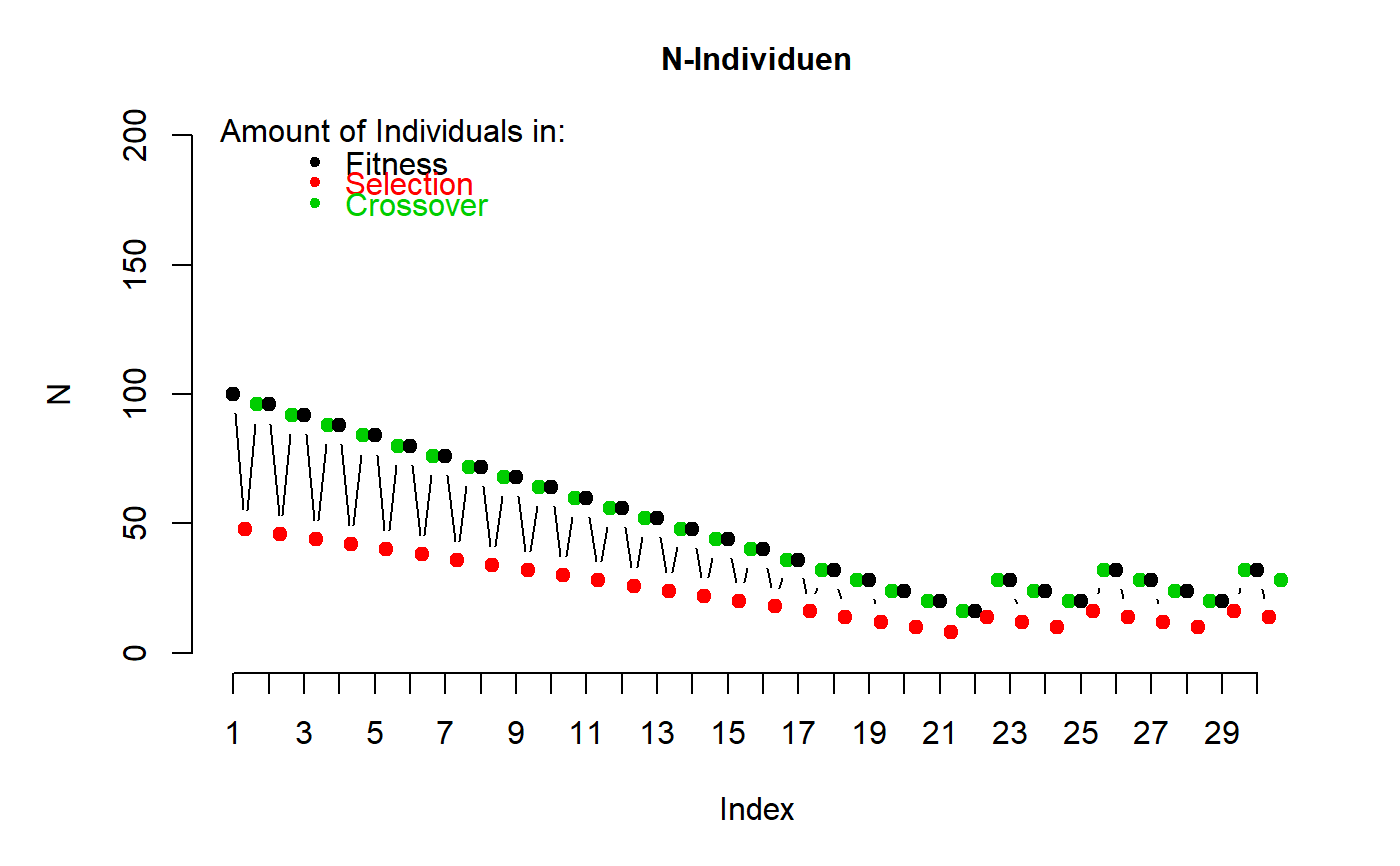 N-Individuen
Amount of Individuals in:
Fitness
Selection
Crossover
200
150
100
50
0
N
1 3 5 7 9 11 13 15 17 19 21 23 25 27 29
Index